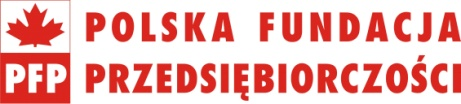 POLSKA FUNDACJA
PFP PRZEDSIĘBIORCZOŚCI